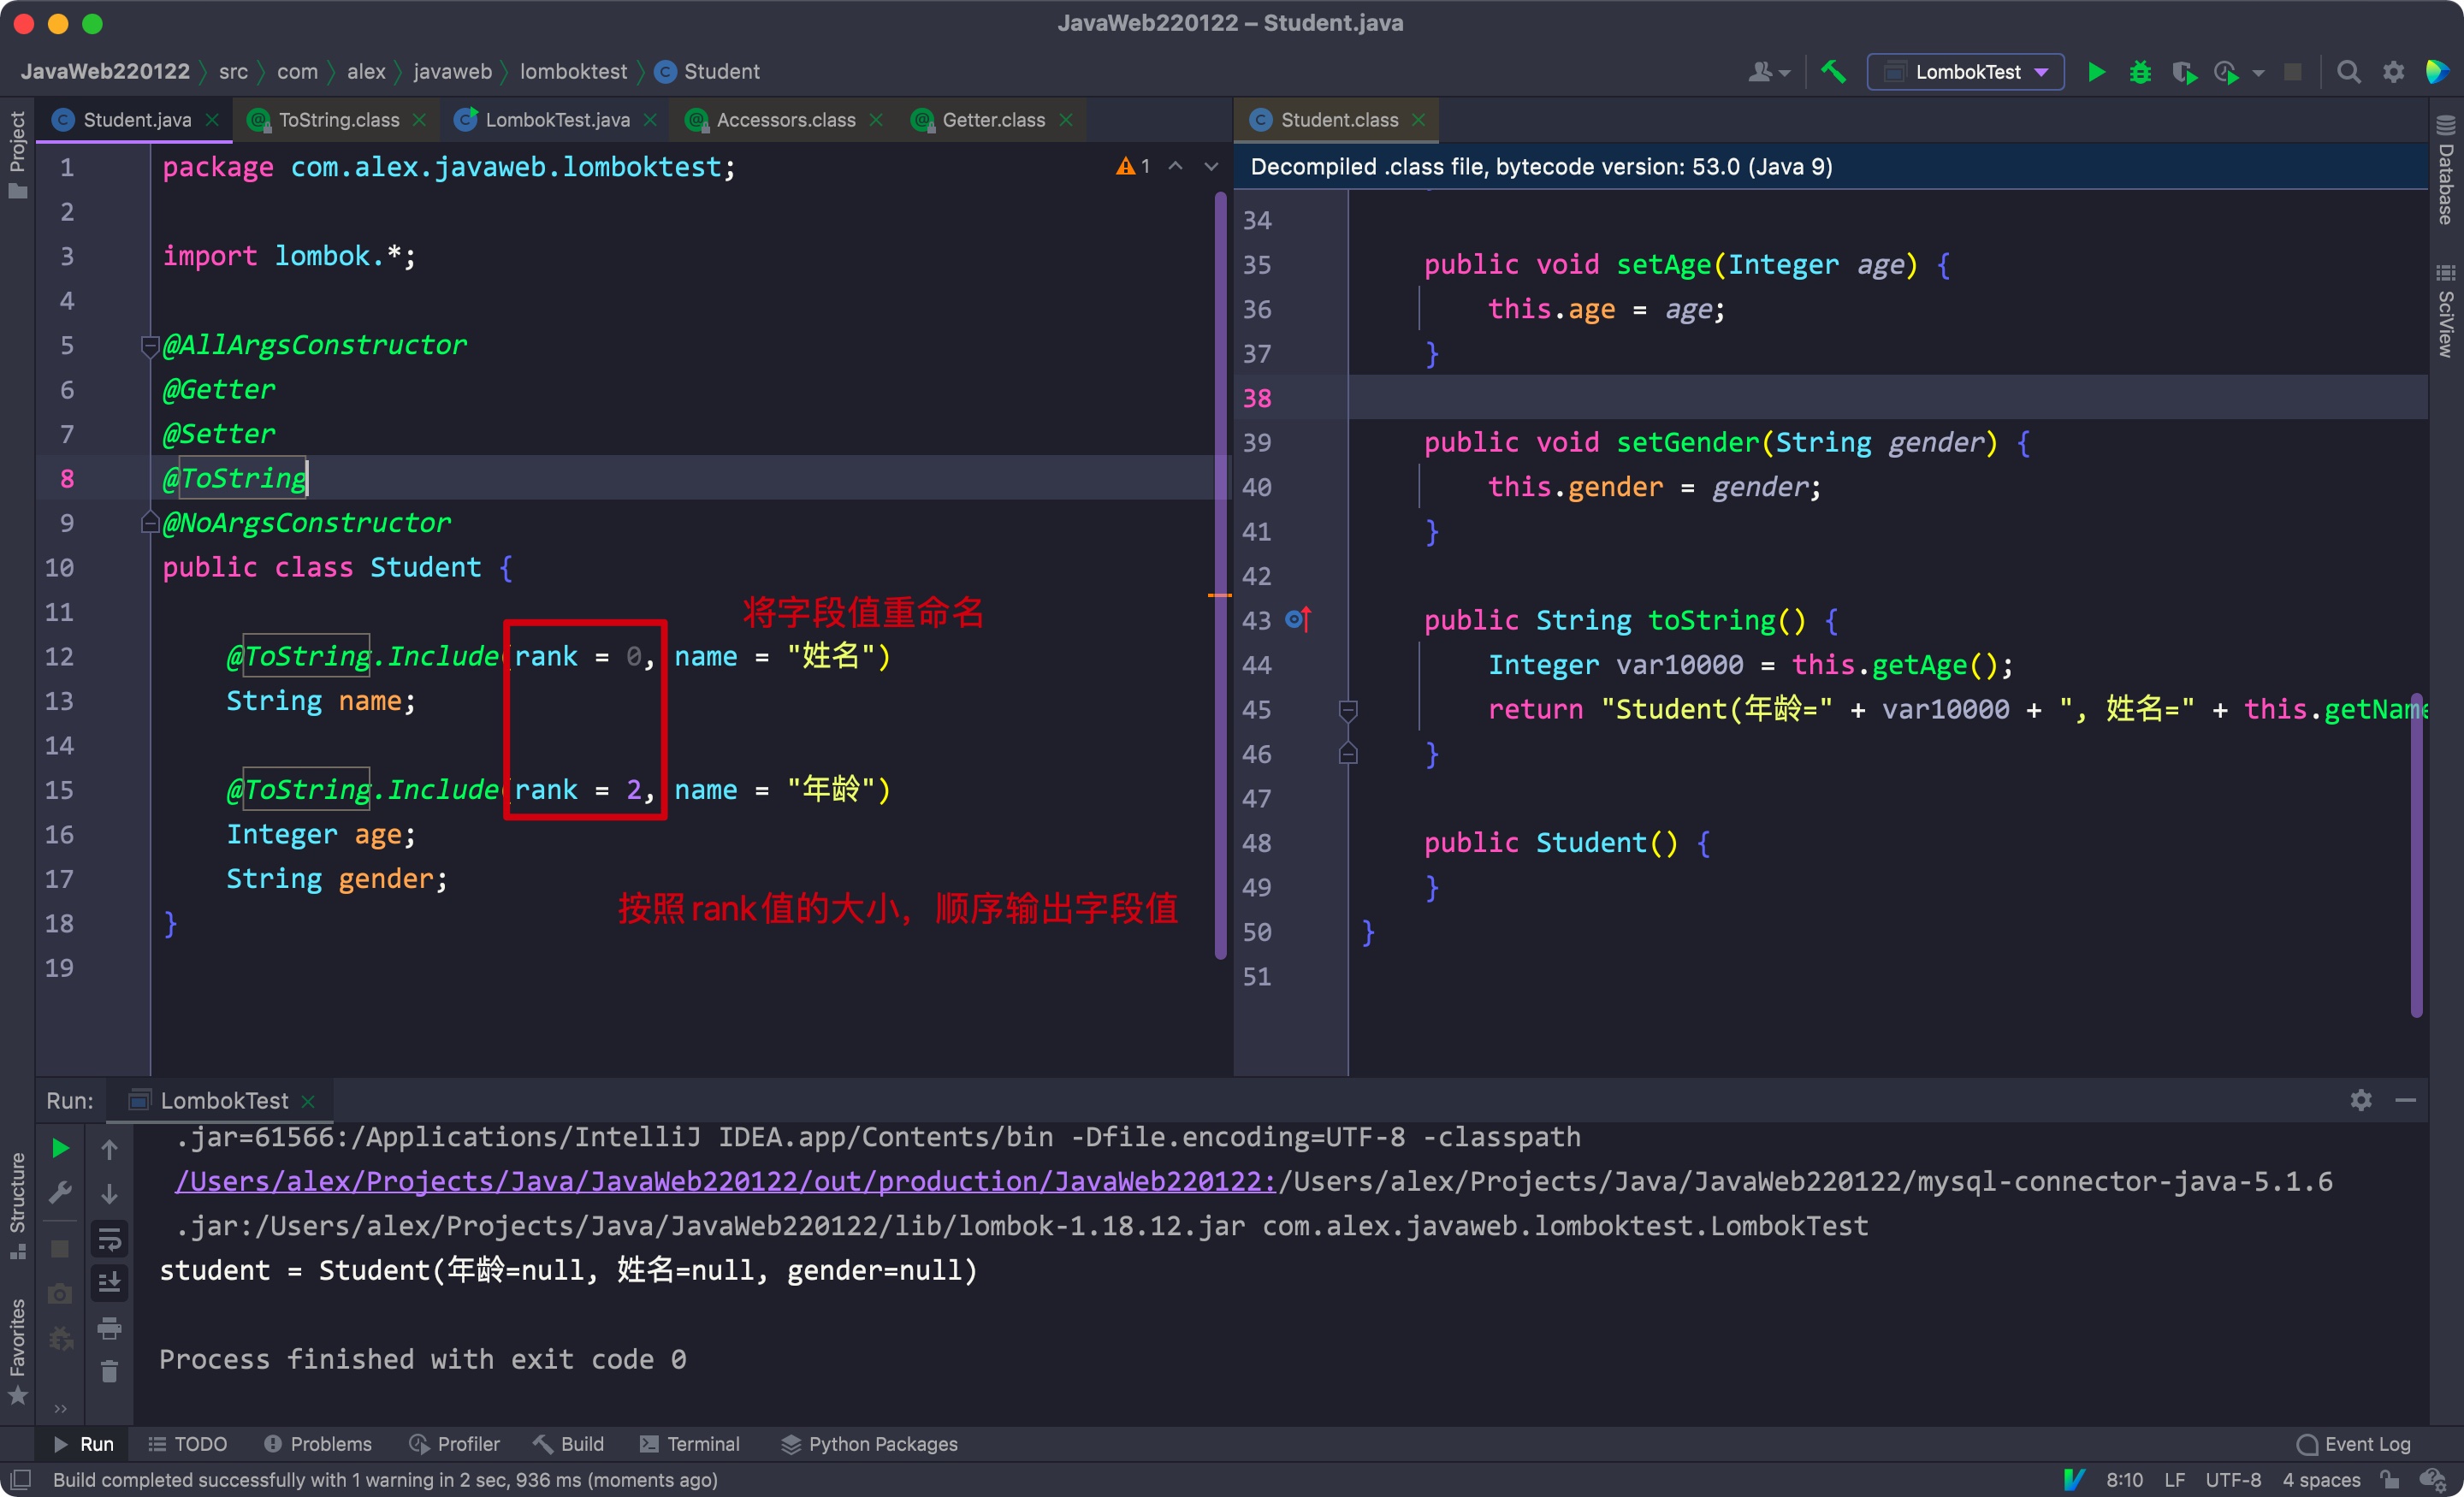 JavaWeb220122 – Student.java
JavaWeb220122 src com alex javaweb lomboktest Student
LombokTest
Student.java ToString.class LombokTest.java Accessors.class Getter.class
Student.class
Project
1 package com.alex.javaweb.lomboktest;
1
2
3 import lombok.*;
4
5 @AllArgsConstructor
6 @Getter
7 @Setter
8 @ToString
9 @NoArgsConstructor
10 public class Student {
11
将字段值重命名
12 @ToString.Include(rank = 0, name = "姓名")
13 String name;
14
15 @ToString.Include(rank = 2, name = "年龄")
16 Integer age;
17 String gender;
按照rank值的大小，顺序输出字段值
18 }
19
Decompiled .class file, bytecode version: 53.0 (Java 9)
34
35 public void setAge(Integer age) {
36 this.age = age;
37 }
38
39 public void setGender(String gender) {
40 this.gender = gender;
41 }
42
43 public String toString() {
44 Integer var10000 = this.getAge();
45 return "Student(年龄=" + var10000 + ", 姓名=" + this.getName
46 }
47
48 public Student() {
49 }
50 }
51
Database
SciView
Run: LombokTest
.jar=61566:/Applications/IntelliJ IDEA.app/Contents/bin -Dfile.encoding=UTF-8 -classpath
/Users/alex/Projects/Java/JavaWeb220122/out/production/JavaWeb220122:/Users/alex/Projects/Java/JavaWeb220122/mysql-connector-java-5.1.6
.jar:/Users/alex/Projects/Java/JavaWeb220122/lib/lombok-1.18.12.jar com.alex.javaweb.lomboktest.LombokTest
student = Student(年龄=null, 姓名=null, gender=null)
Process finished with exit code 0
Structure
Favorites
Run TODO Problems Profiler Build Terminal Python Packages Event Log
Build completed successfully with 1 warning in 2 sec, 936 ms (moments ago) 8:10 LF UTF-8 4 spaces